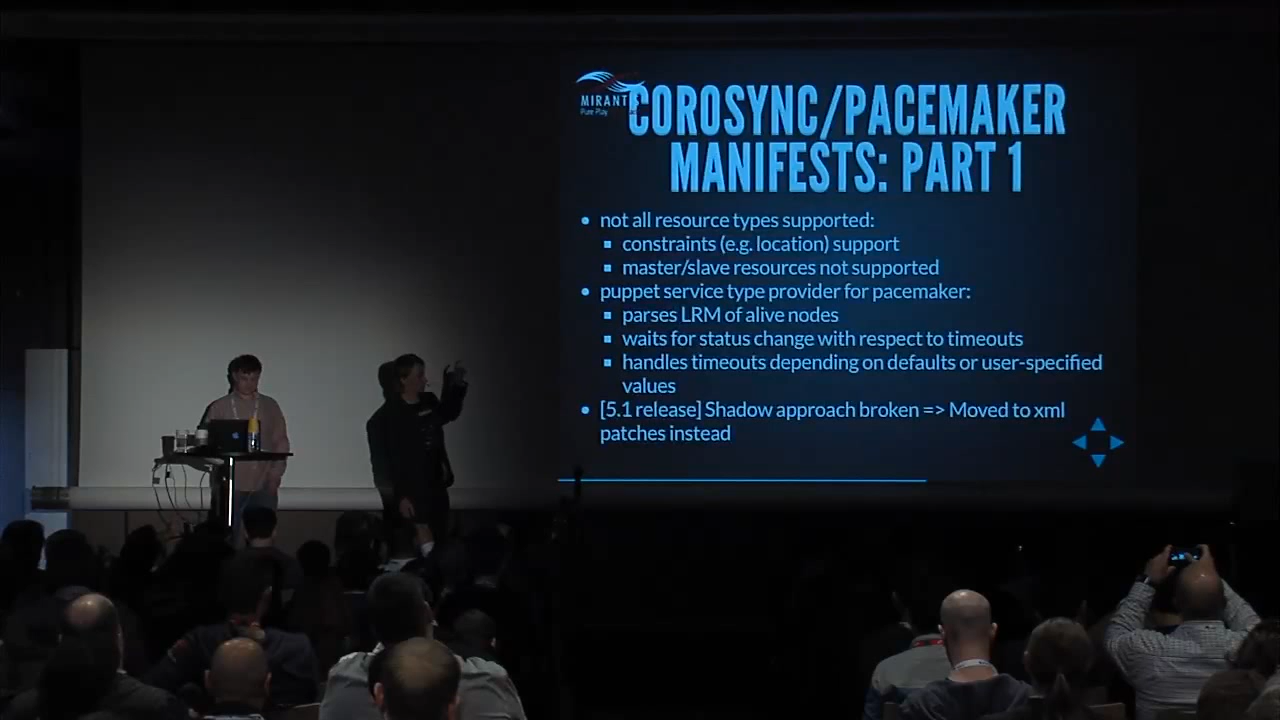 MIRANTIS
Pure Play
COROSYNC/PACEMAKER
MANIFESTS: PART 1
• not all resource types supported:
▪ constraints (e.g. location) support
▪ master/slave resources not supported
• puppet service type provider for pacemaker:
▪ parses LRM of alive nodes
▪ waits for status change with respect to timeouts
▪ handles timeouts depending on defaults or user-specified
values
• [5.1 release] Shadow approach broken => Moved to xml
patches instead